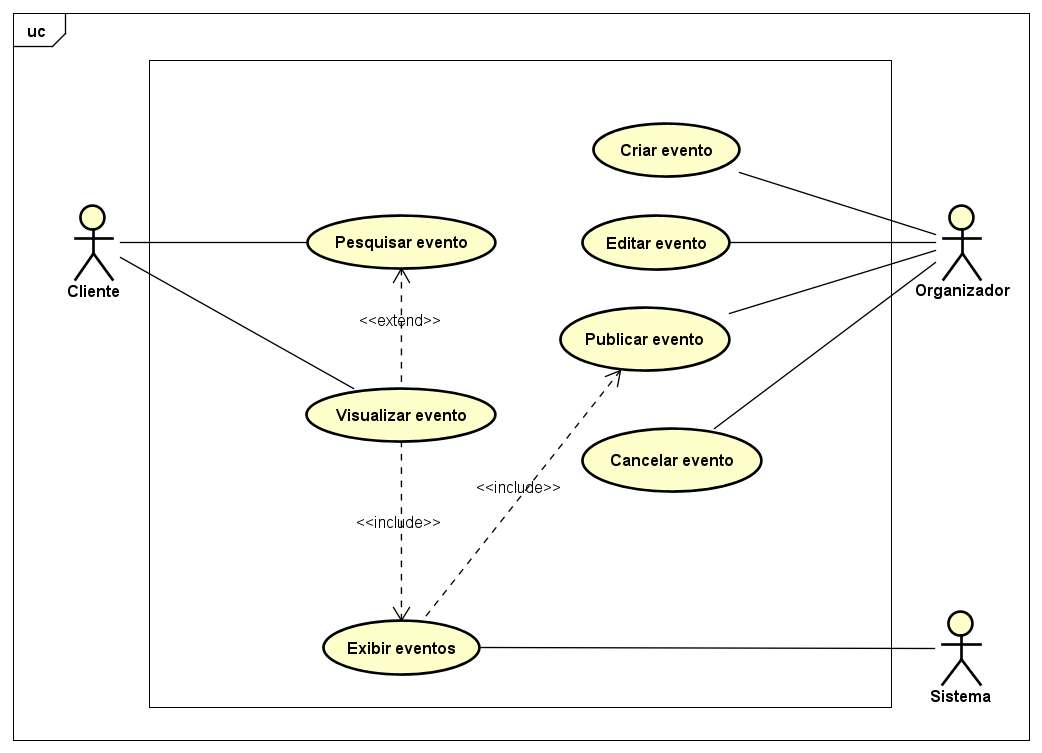 uc
Criar evento
Pesquisar evento
Editar evento
Cliente
Organizador
<<extend>>
Publicar evento
Visualizar evento
Cancelar evento
<<include>>
<<include>>
Exibir eventos
Sistema